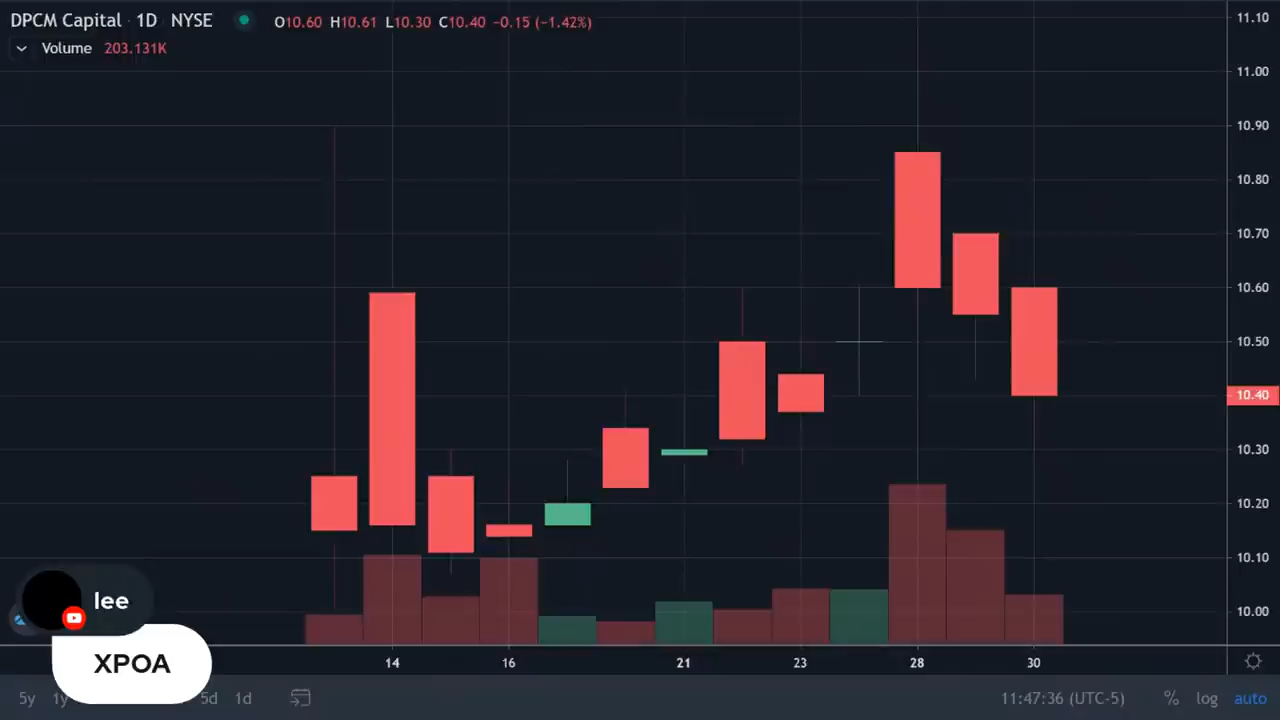 DPCM Capital · 1D NYSE O10.60 H10.61 L10.30 C10.40 −0.15 (−1.42%)
Volume 203.131K
11.10
11.00
10.90
10.80
10.70
10.60
10.50
10.40
10.30
10.20
10.10
10.00
lee
XPOA
14 16 21 23 28 30
5y 1y 5d 1d 11:47:36 (UTC-5) % log auto